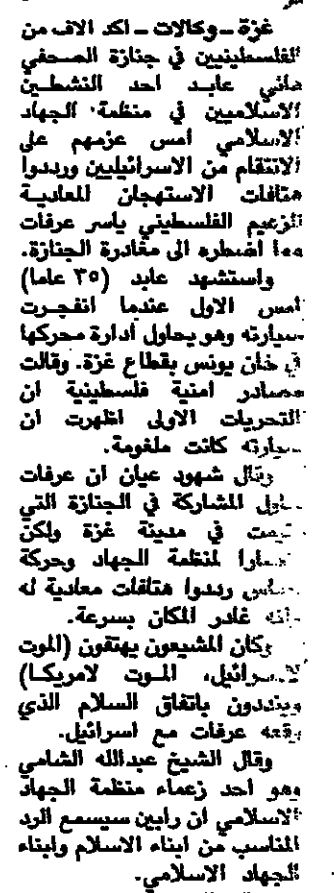 غزة ـ وكالات ـ اكد الاف من
الفلسطينيين في جنازة الصحفي
هاني عابد احد النشطين
الاسلاميين في منظمة الجهاد
الاسلامي امس عزمهم على
الانتقام من الاسرائيليين ورددوا
هتافات الاستهجان المعادية
للزعيم الفلسطيني ياسر عرفات
مما اضطره الى مغادرة الجنازة.
واستشهد عابد (٣٥ عاما)
امس الاول عندما انفجرت
سيارته وهو يحاول أدارة محركها
في خان يونس بقطاع غزة. وقالت
مصادر امنية فلسطينية ان
التحريات الاولى اظهرت ان
سيارته كانت ملغومة.
وقال شهود عيان ان عرفات
حاول المشاركة في الجنازة التي
في مدينة غزة ولكن
لمنظمة الجهاد وحركة
حماس رددوا هتافات معادية له
وانه غادر المكان بسرعة.
وكان المشيعون يهتفون (الموت
لاسرائيل، الموت لامريكا)
وينددون باتفاق السلام الذي
وقعه عرفات مع اسرائيل.
وقال الشيخ عبدالله الشامي
وهو احد زعماء منظمة الجهاد
الاسلامي ان رابين سيسمع الرد
المناسب من ابناء الاسلام وابناء
الجهاد الاسلامي.